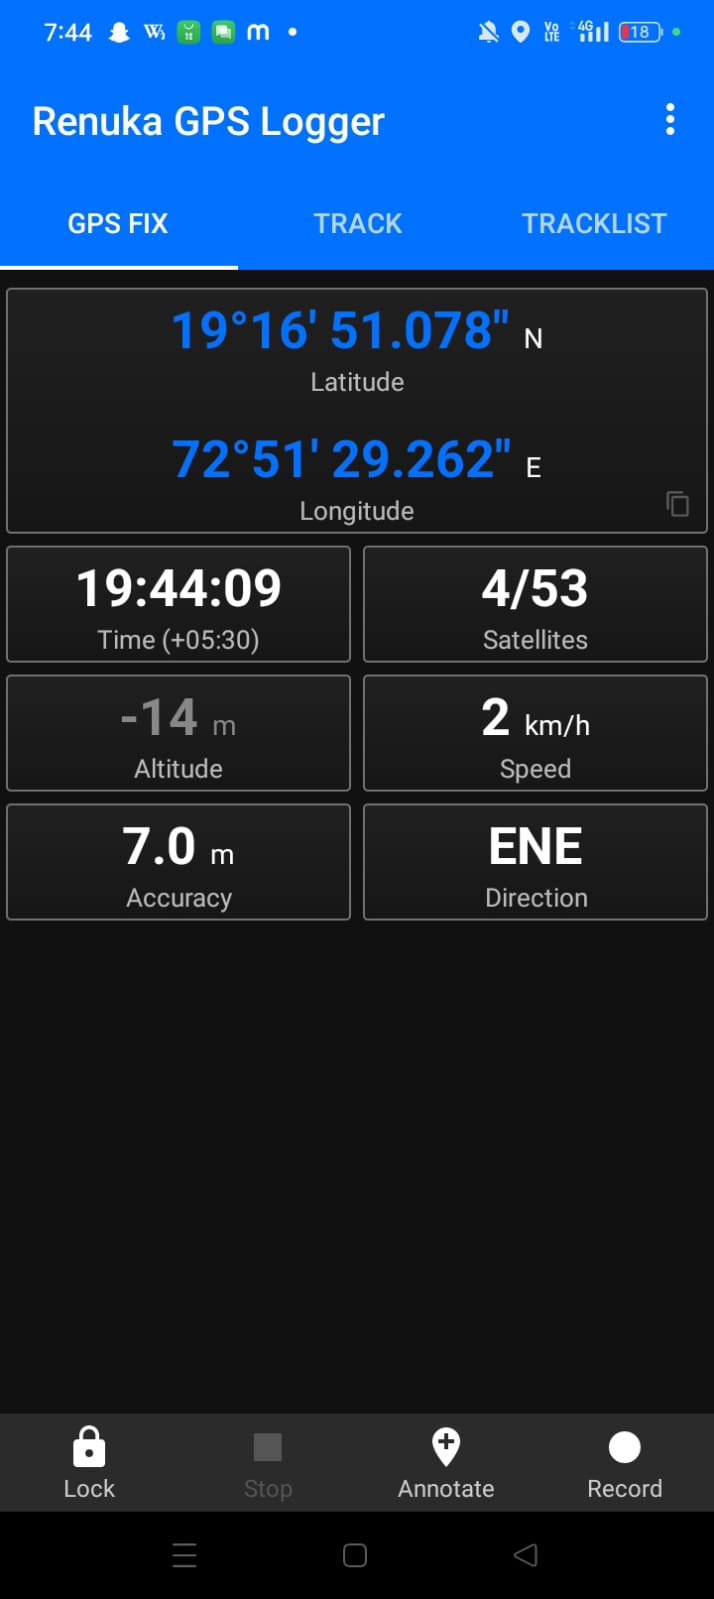 7:44 W m • Vo LTE 4G 18
Renuka GPS Logger
GPS FIX TRACK TRACKLIST
19°16' 51.078" N
Latitude
72°51' 29.262" E
Longitude
19:44:09 4/53
Time (+05:30) Satellites
-14 m 2 km/h
Altitude Speed
7.0 m ENE
Accuracy Direction
Lock Stop Annotate Record